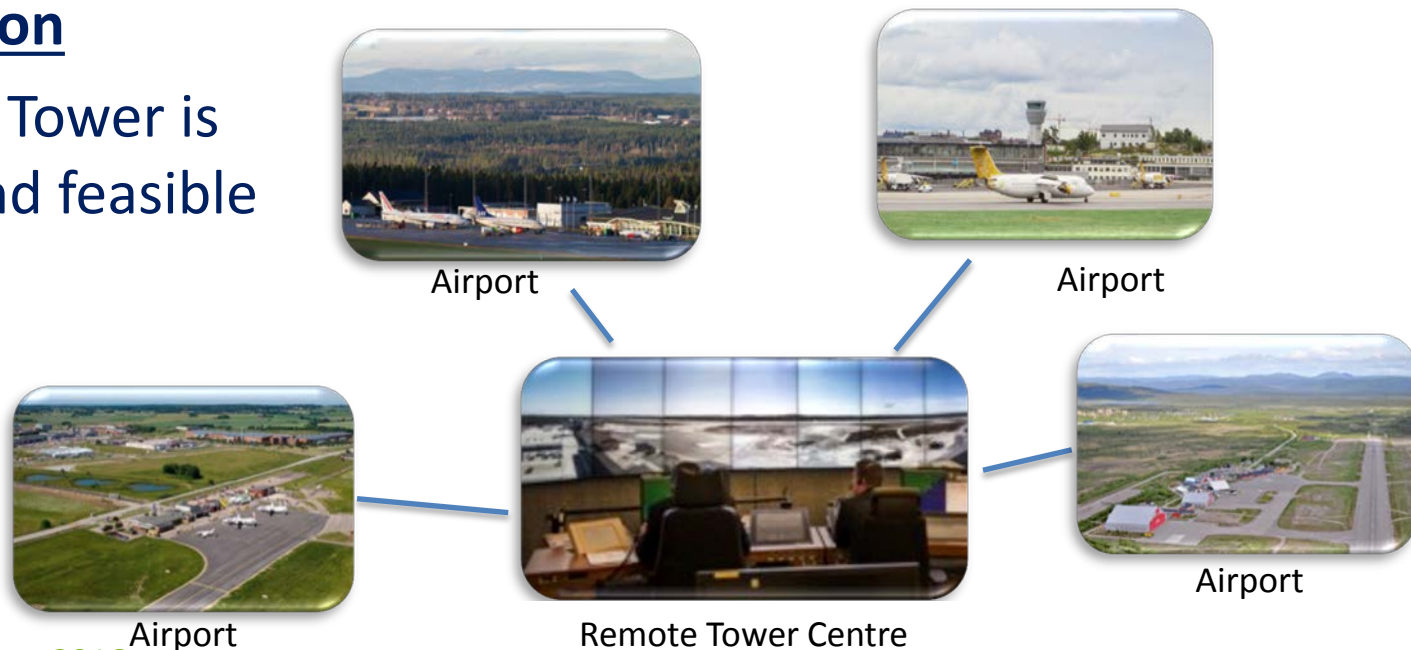 on
Tower is
nd feasible
Airport
Airport
Airport
Airport
Remote Tower Centre